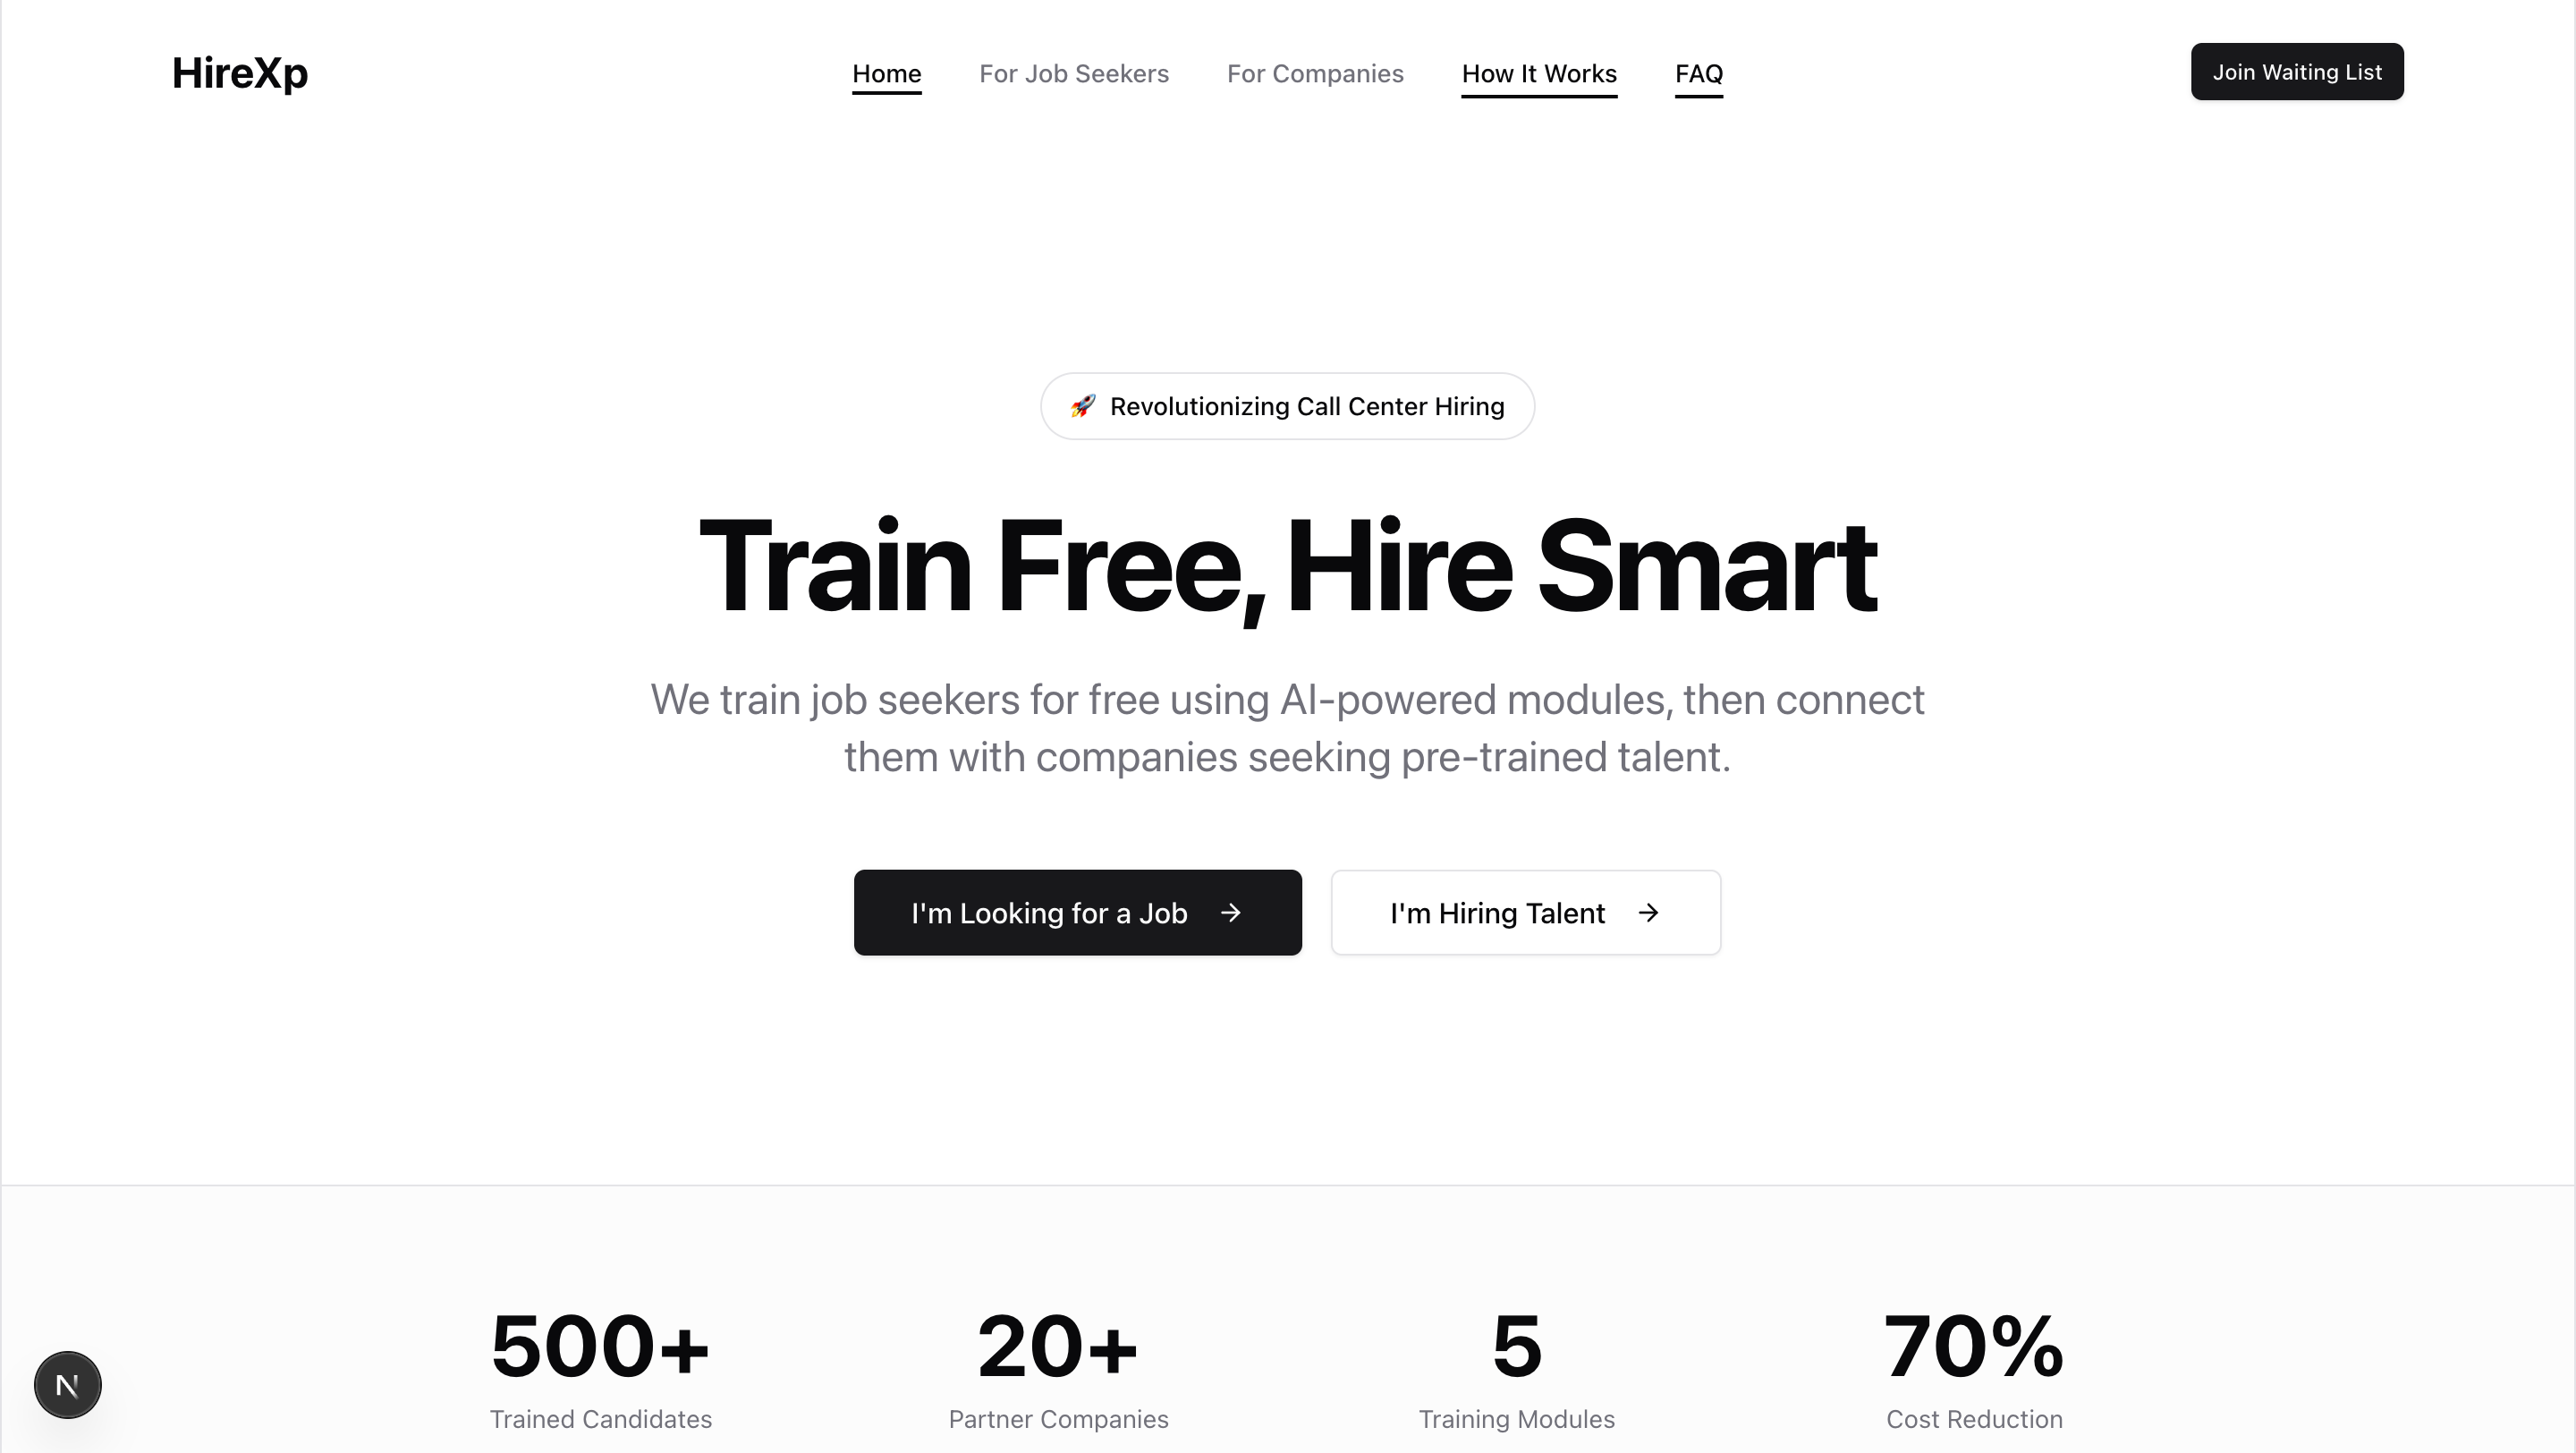 HireXp
Home
For Job Seekers
For Companies
How It Works
FAQ
Join Waiting List
🚀 Revolutionizing Call Center Hiring
Train Free, Hire Smart
We train job seekers for free using AI-powered modules, then connect
them with companies seeking pre-trained talent.
I'm Looking for a Job →
I'm Hiring Talent →
500+
Trained Candidates
20+
Partner Companies
5
Training Modules
70%
Cost Reduction
N